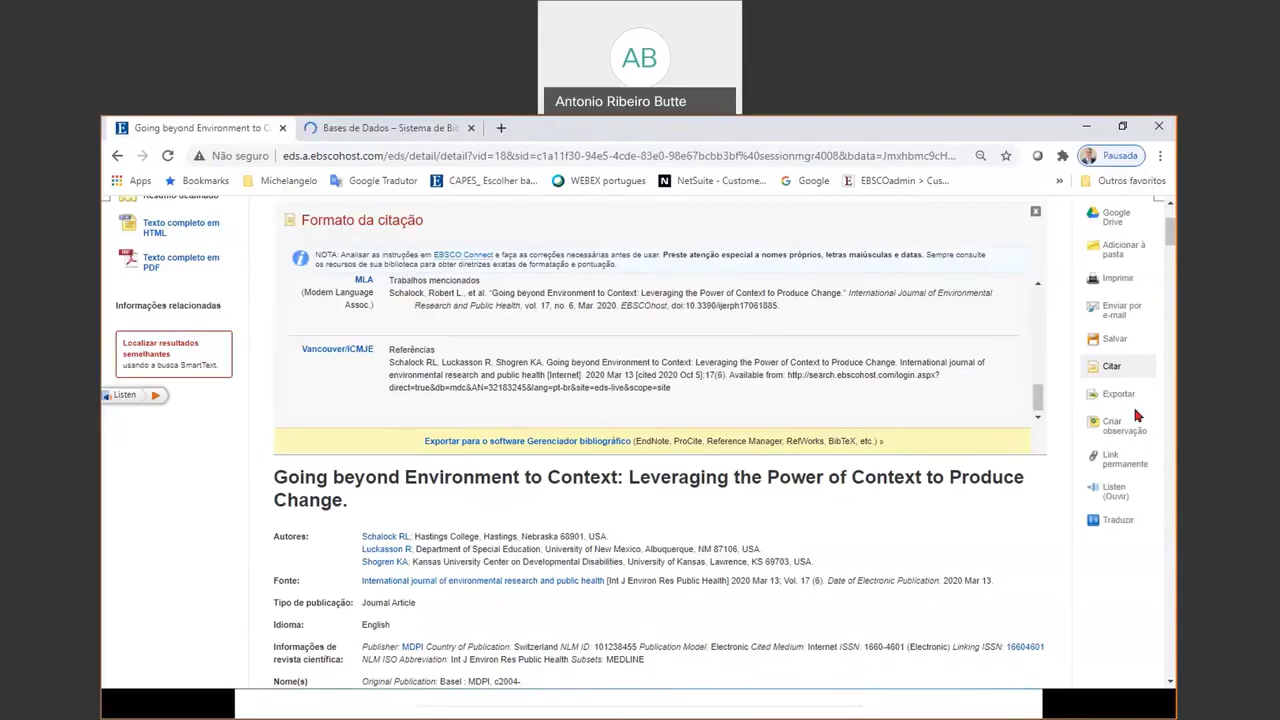 AB
Antonio Ribeiro Butte
Going beyond Environment to C
Bases de Dados – Sistema de Bib
Não seguro
eds.a.ebscohost.com/eds/detail/detail?vid=18&sid=c1a11f30-94e5-4cde-83e0-98e67bcbb3bf%40sessionmgr4008&bdata=Jmxhbmc9cH...
Pausada
Apps
Bookmarks
Michelangelo
Google Tradutor
CAPES_ Escolher ba...
WEBEX portugues
NetSuite - Custome...
Google
EBSCOadmin > Cus...
»
Outros favoritos
Resumo detalhado
Texto completo em
HTML
Texto completo em
PDF
Informações relacionadas
Localizar resultados
semelhantes
usando a busca SmartText.
Listen
Formato da citação
NOTA: Analisar as instruções em EBSCO Connect e faça as correções necessárias antes de usar. Preste atenção especial a nomes próprios, letras maiúsculas e datas. Sempre consulte
os recursos de sua biblioteca para obter diretrizes exatas de formatação e pontuação.
MLA
(Modern Language
Assoc.)
Trabalhos mencionados
Schalock, Robert L., et al. “Going beyond Environment to Context: Leveraging the Power of Context to Produce Change.” International Journal of Environmental
Research and Public Health, vol. 17, no. 6, Mar. 2020. EBSCOhost, doi:10.3390/ijerph17061885.
Vancouver/ICMJE
Referências
Schalock RL, Luckasson R, Shogren KA. Going beyond Environment to Context: Leveraging the Power of Context to Produce Change. International journal of
environmental research and public health [Internet]. 2020 Mar 13 [cited 2020 Oct 5];17(6). Available from: http://search.ebscohost.com/login.aspx?
direct=true&db=mdc&AN=32183245&lang=pt-br&site=eds-live&scope=site
Exportar para o software Gerenciador bibliográfico (EndNote, ProCite, Reference Manager, RefWorks, BibTeX, etc.) »
Going beyond Environment to Context: Leveraging the Power of Context to Produce
Change.
Autores:
Schalock RL; Hastings College, Hastings, Nebraska 68901, USA.
Luckasson R; Department of Special Education, University of New Mexico, Albuquerque, NM 87106, USA.
Shogren KA; Kansas University Center on Developmental Disabilities, University of Kansas, Lawrence, KS 69703, USA.
Fonte:
International journal of environmental research and public health [Int J Environ Res Public Health] 2020 Mar 13; Vol. 17 (6). Date of Electronic Publication: 2020 Mar 13.
Tipo de publicação:
Journal Article
Idioma:
English
Informações de
revista científica:
Publisher: MDPI Country of Publication: Switzerland NLM ID: 101238455 Publication Model: Electronic Cited Medium: Internet ISSN: 1660-4601 (Electronic) Linking ISSN: 16604601
NLM ISO Abbreviation: Int J Environ Res Public Health Subsets: MEDLINE
Nome(s)
Original Publication: Basel : MDPI, c2004-
Google
Drive
Adicionar à
pasta
Imprimir
Enviar por
e-mail
Salvar
Citar
Exportar
Criar
observação
Link
permanente
Listen
(Ouvir)
Traduzir